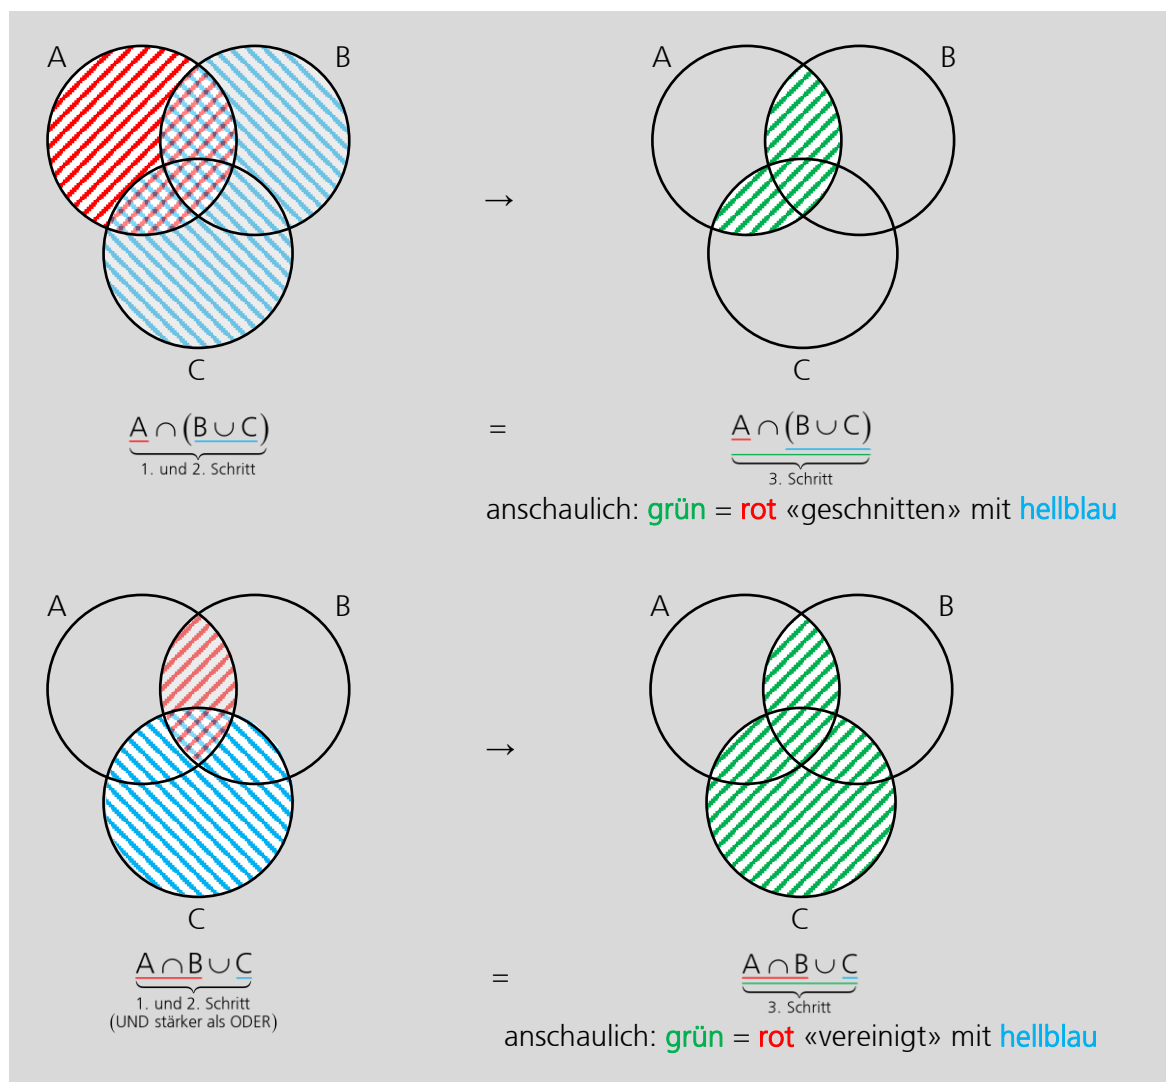 A B A B
→
C C
A ∩ (B ∪ C) = A ∩ (B ∪ C)
1. und 2. Schritt 3. Schritt
anschaulich: grün = rot «geschnitten» mit hellblau
A B A B
→
C C
A ∩ B ∪ C = A ∩ B ∪ C
1. und 2. Schritt 3. Schritt
(UND stärker als ODER)
anschaulich: grün = rot «vereinigt» mit hellblau